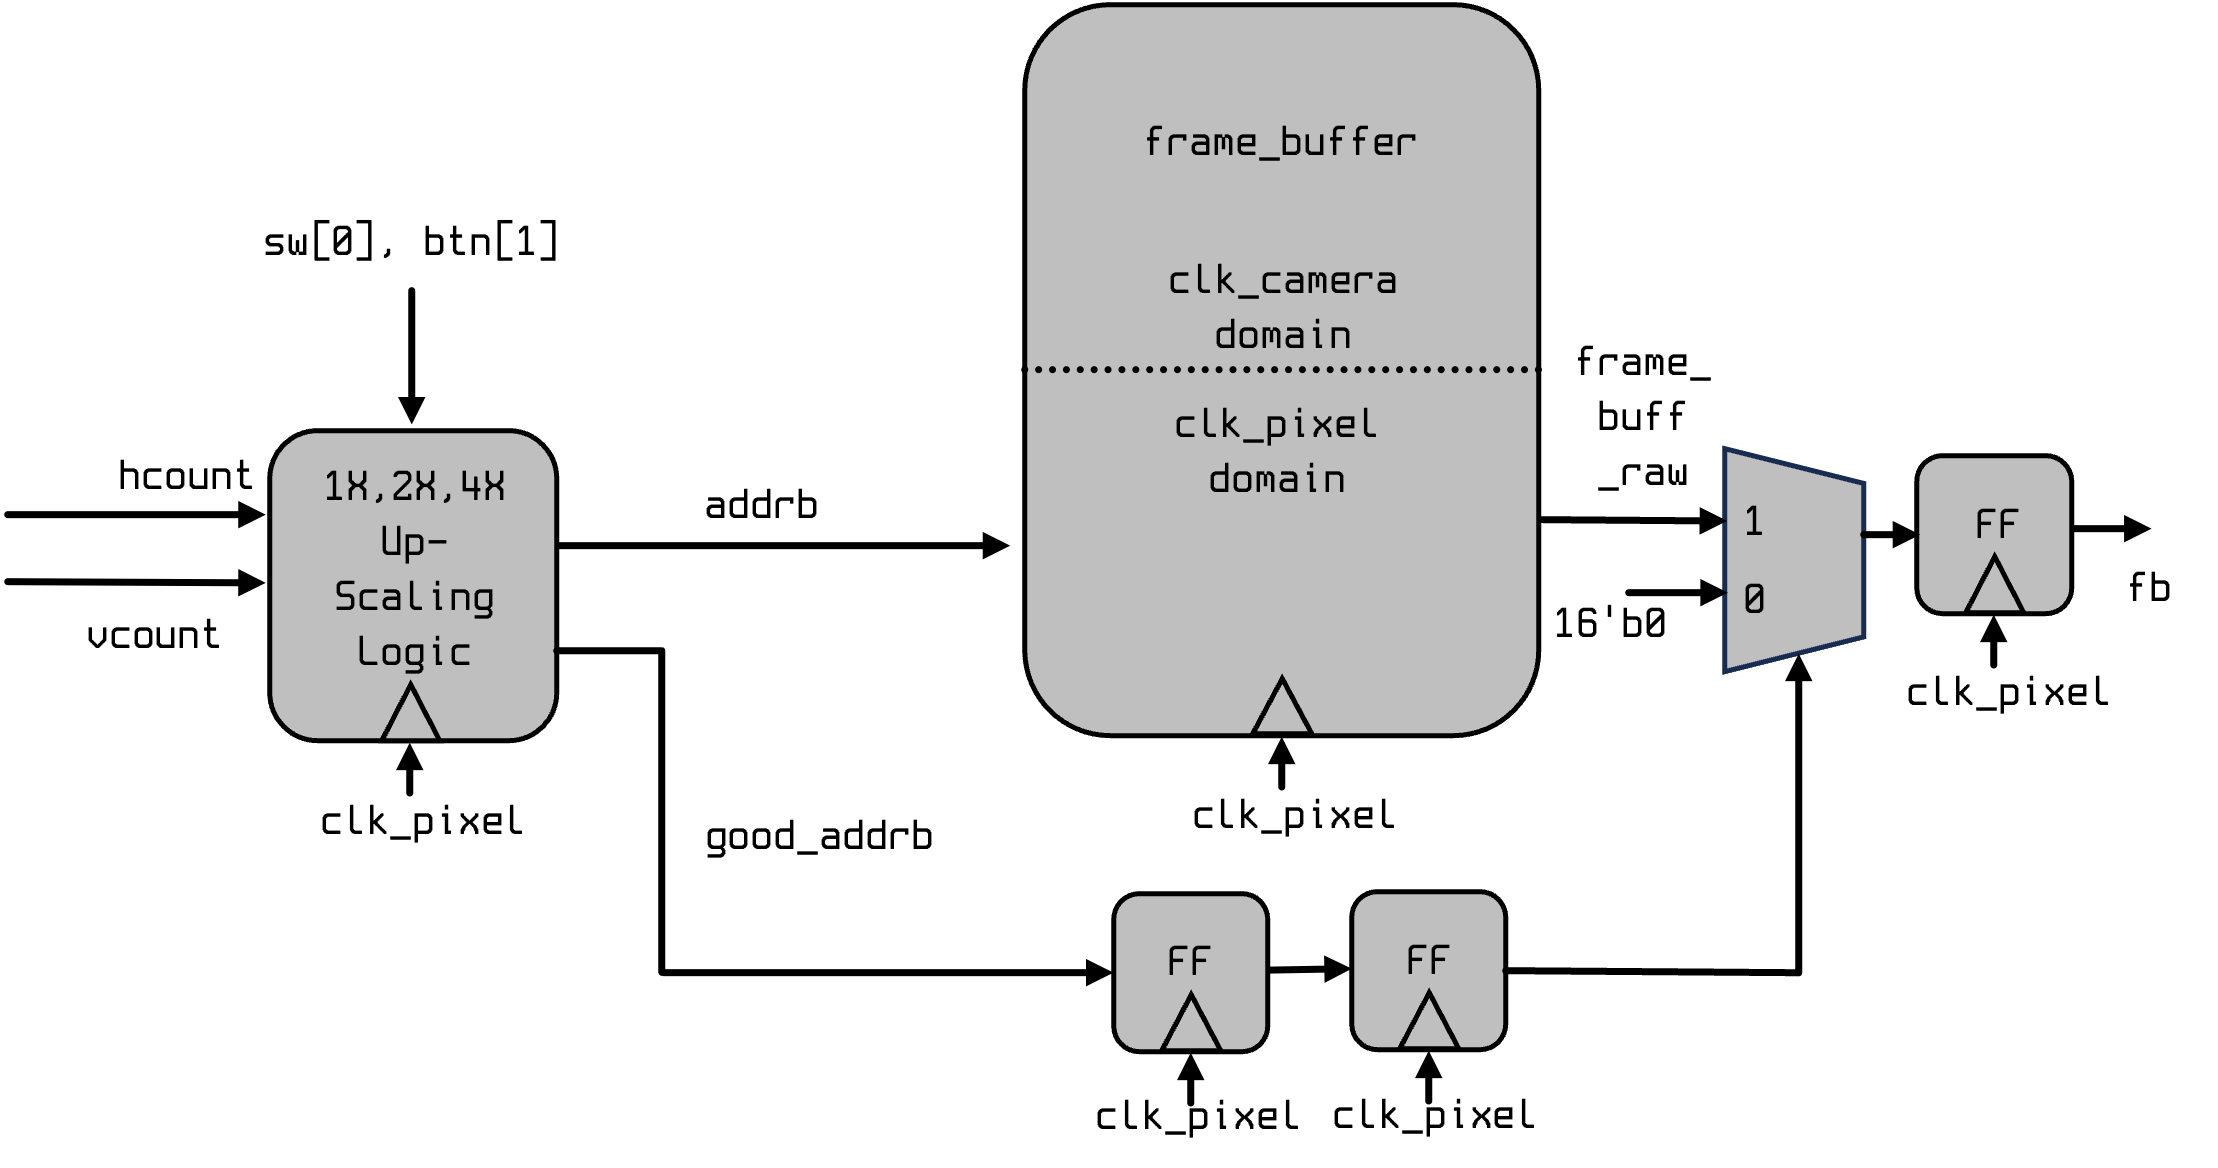 frame_buffer
clk_camera
domain
clk_pixel
domain
sw[0], btn[1]
hcount
vcount
1X,2X,4X
Up-
Scaling
Logic
clk_pixel
addrb
good_addrb
clk_pixel
frame_
buff
_raw
16'b0
1
0
FF
clk_pixel
fb
FF
clk_pixel
FF
clk_pixel